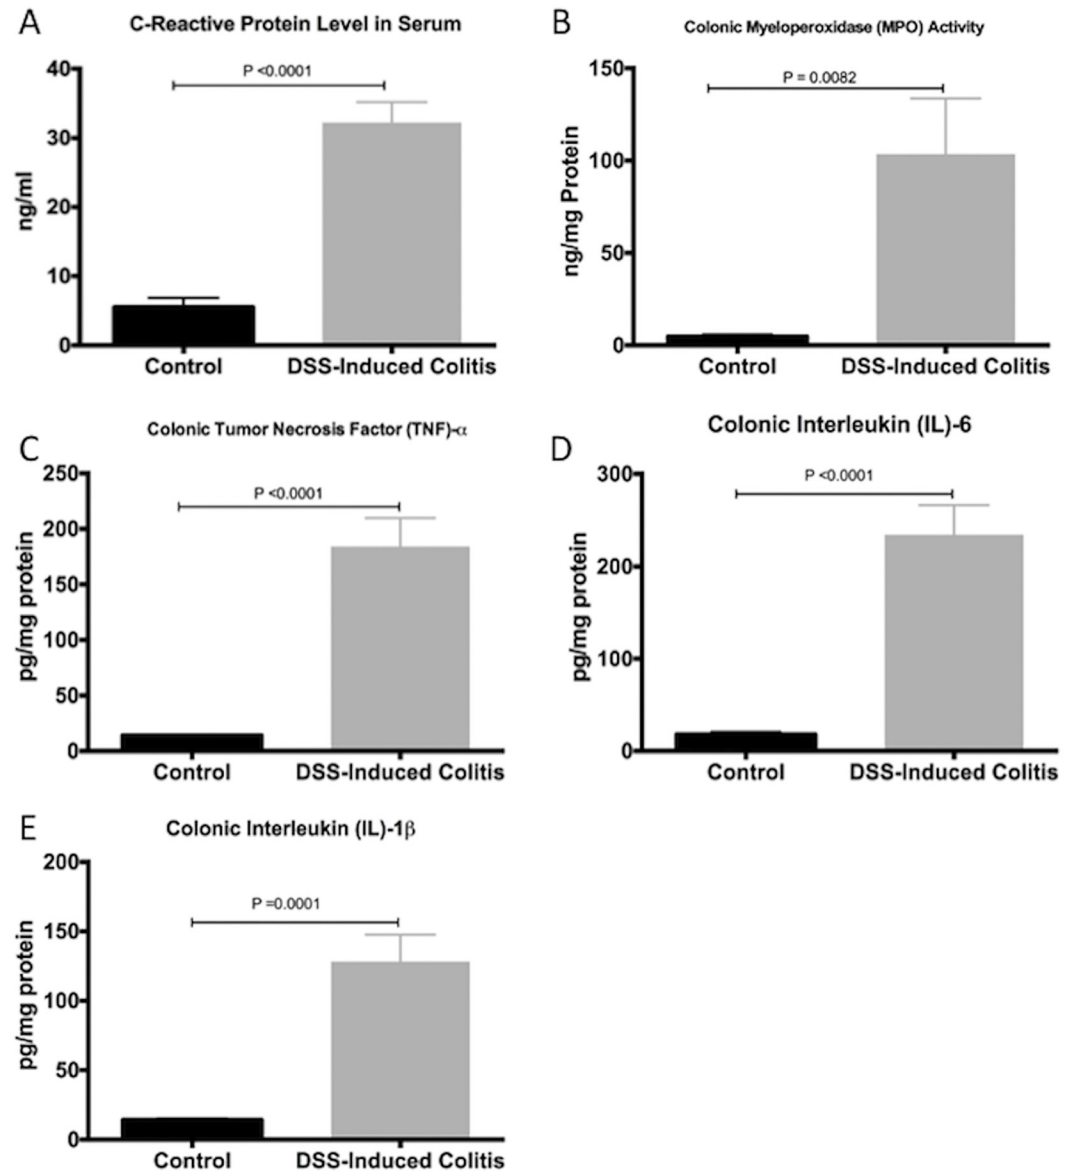 A
C-Reactive Protein Level in Serum
P <0.0001
40
30
20
10
0
ng/ml
Control
DSS-Induced Colitis
B
Colonic Myeloperoxidase (MPO) Activity
P = 0.0082
150
100
50
0
ng/mg Protein
Control
DSS-Induced Colitis
C
Colonic Tumor Necrosis Factor (TNF)-α
P <0.0001
250
200
150
100
50
0
pg/mg protein
Control
DSS-Induced Colitis
D
Colonic Interleukin (IL)-6
P <0.0001
300
200
100
0
pg/mg protein
Control
DSS-Induced Colitis
E
Colonic Interleukin (IL)-1β
P =0.0001
200
150
100
50
0
pg/mg protein
Control
DSS-Induced Colitis